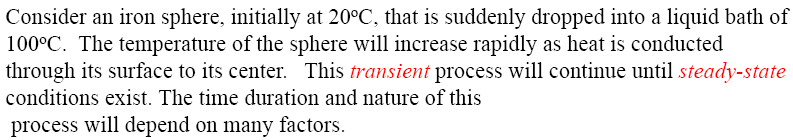 Consider an iron sphere, initially at 20ºC, that is suddenly dropped into a liquid bath of
100ºC.  The temperature of the sphere will increase rapidly as heat is conducted
through its surface to its center.   This transient process will continue until steady-state
conditions exist. The time duration and nature of this
process will depend on many factors.